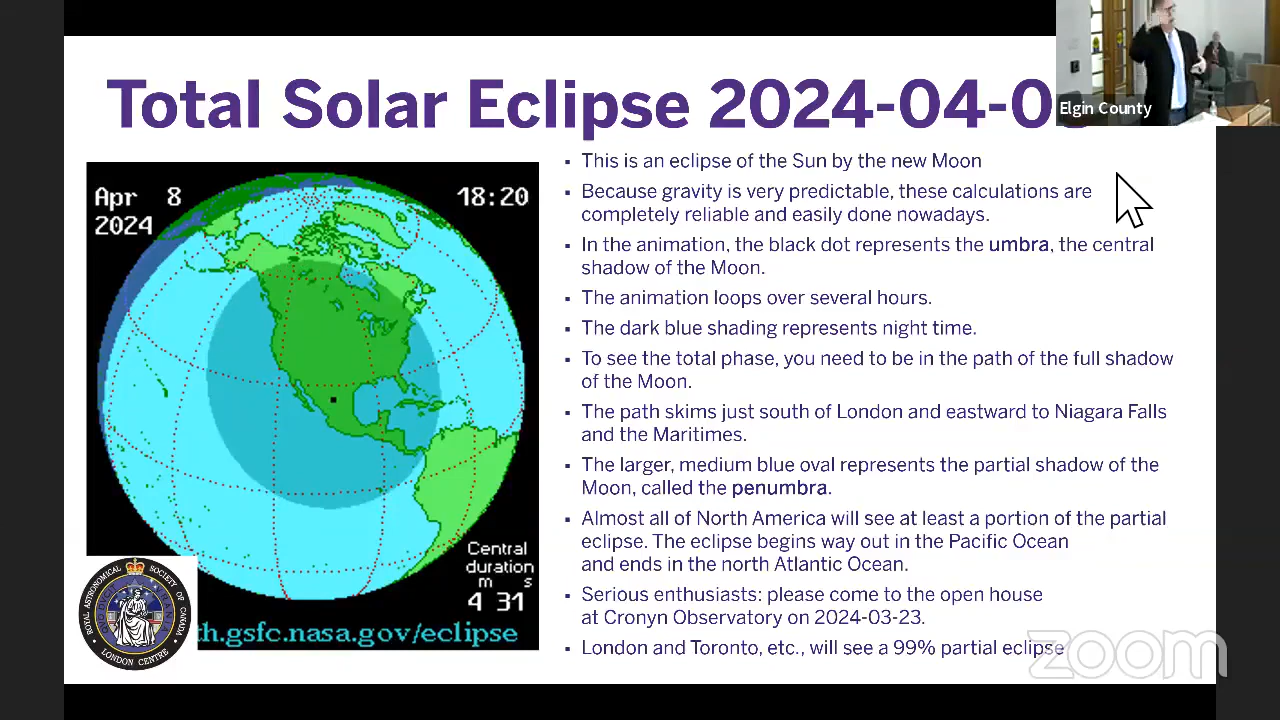 Total Solar Eclipse 2024-04-0
Elgin County
Apr 8
2024
18:20
Central
duration
m s
4 31
th.gsfc.nasa.gov/eclipse
ROYAL ASTRONOMICAL SOCIETY OF CANADA
LONDON CENTRE
▪ This is an eclipse of the Sun by the new Moon
▪ Because gravity is very predictable, these calculations are
completely reliable and easily done nowadays.
▪ In the animation, the black dot represents the umbra, the central
shadow of the Moon.
▪ The animation loops over several hours.
▪ The dark blue shading represents night time.
▪ To see the total phase, you need to be in the path of the full shadow
of the Moon.
▪ The path skims just south of London and eastward to Niagara Falls
and the Maritimes.
▪ The larger, medium blue oval represents the partial shadow of the
Moon, called the penumbra.
▪ Almost all of North America will see at least a portion of the partial
eclipse. The eclipse begins way out in the Pacific Ocean
and ends in the north Atlantic Ocean.
▪ Serious enthusiasts: please come to the open house
at Cronyn Observatory on 2024-03-23.
▪ London and Toronto, etc., will see a 99% partial eclipse
zoom